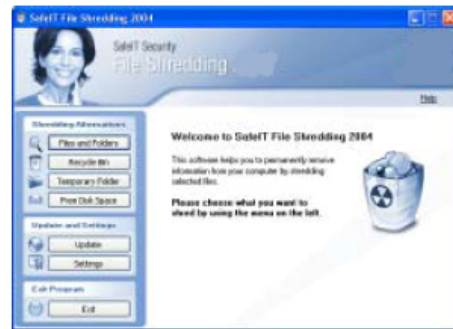 SafeIT File Shredding 2004
SafeIT Security
File Shredding
Help
Shredding Alternatives
Files and Folders
Recycle Bin
Temporary Folder
Free Disk Space
Update and Settings
Update
Settings
Exit Program
Exit
Welcome to SafeIT File Shredding 2004
This software helps you to permanently remove
information from your computer by shredding
selected files.
Please choose what you want to
shred by using the menu on the left.